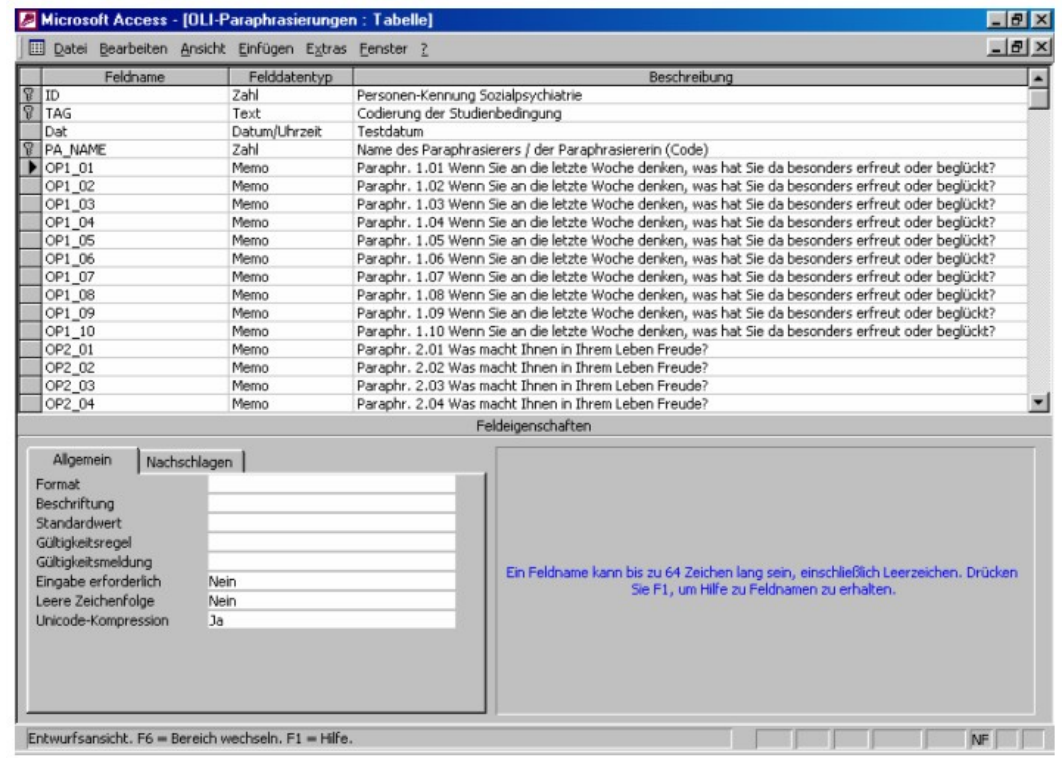 Microsoft Access - [OLI-Paraphrasierungen : Tabelle]
Datei Bearbeiten Ansicht Einfügen Extras Fenster ?
Feldname Felddatentyp Beschreibung
ID Zahl Personen-Kennung Sozialpsychiatrie
TAG Text Codierung der Studienbedingung
Dat Datum/Uhrzeit Testdatum
PA_NAME Zahl Name des Paraphrasierers / der Paraphrasiererin (Code)
OP1_01 Memo Paraphr. 1.01 Wenn Sie an die letzte Woche denken, was hat Sie da besonders erfreut oder beglückt?
OP1_02 Memo Paraphr. 1.02 Wenn Sie an die letzte Woche denken, was hat Sie da besonders erfreut oder beglückt?
OP1_03 Memo Paraphr. 1.03 Wenn Sie an die letzte Woche denken, was hat Sie da besonders erfreut oder beglückt?
OP1_04 Memo Paraphr. 1.04 Wenn Sie an die letzte Woche denken, was hat Sie da besonders erfreut oder beglückt?
OP1_05 Memo Paraphr. 1.05 Wenn Sie an die letzte Woche denken, was hat Sie da besonders erfreut oder beglückt?
OP1_06 Memo Paraphr. 1.06 Wenn Sie an die letzte Woche denken, was hat Sie da besonders erfreut oder beglückt?
OP1_07 Memo Paraphr. 1.07 Wenn Sie an die letzte Woche denken, was hat Sie da besonders erfreut oder beglückt?
OP1_08 Memo Paraphr. 1.08 Wenn Sie an die letzte Woche denken, was hat Sie da besonders erfreut oder beglückt?
OP1_09 Memo Paraphr. 1.09 Wenn Sie an die letzte Woche denken, was hat Sie da besonders erfreut oder beglückt?
OP1_10 Memo Paraphr. 1.10 Wenn Sie an die letzte Woche denken, was hat Sie da besonders erfreut oder beglückt?
OP2_01 Memo Paraphr. 2.01 Was macht Ihnen in Ihrem Leben Freude?
OP2_02 Memo Paraphr. 2.02 Was macht Ihnen in Ihrem Leben Freude?
OP2_03 Memo Paraphr. 2.03 Was macht Ihnen in Ihrem Leben Freude?
OP2_04 Memo Paraphr. 2.04 Was macht Ihnen in Ihrem Leben Freude?
Feldeigenschaften
Allgemein Nachschlagen
Format
Beschriftung
Standardwert
Gültigkeitsregel
Gültigkeitsmeldung
Eingabe erforderlich Nein
Leere Zeichenfolge Nein
Unicode-Kompression Ja
Ein Feldname kann bis zu 64 Zeichen lang sein, einschließlich Leerzeichen. Drücken
Sie F1, um Hilfe zu Feldnamen zu erhalten.
Entwurfsansicht. F6 = Bereich wechseln. F1 = Hilfe. NF